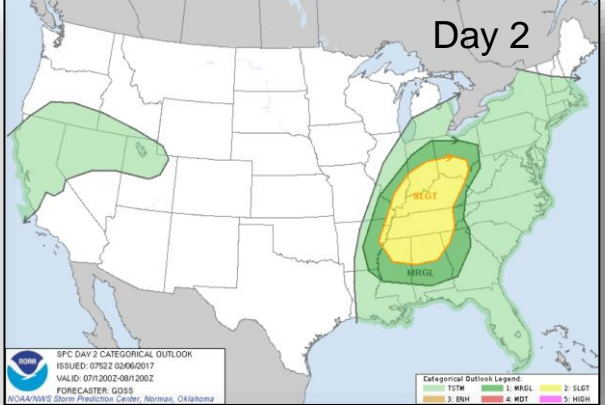 Day 2
SLGT
MRGL
NOAA
SPC DAY 2 CATEGORICAL OUTLOOK
ISSUED: 0752Z 02/06/2017
VALID: 07/1200Z-08/1200Z
FORECASTER: GOSS
NOAA/NWS Storm Prediction Center, Norman, Oklahoma
Categorical Outlook Legend:
TSTM 1: MRGL 2: SLGT
3: ENH 4: MDT 5: HIGH